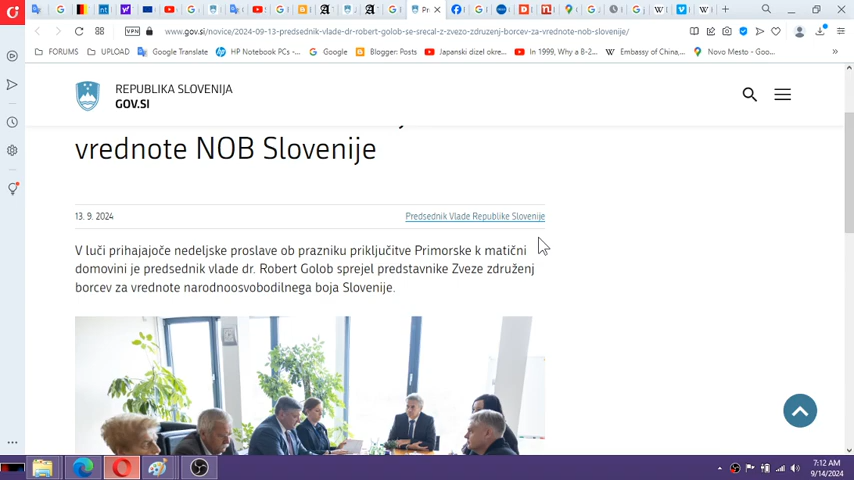 www.gov.si/novice/2024-09-13-predsednik-vlade-dr-robert-golob-se-srecal-z-zvezo-zdruzenj-borcev-za-vrednote-nob-slovenije/
VPN
FORUMS
UPLOAD
Google Translate
HP Notebook PCs -...
YouTube
Google
Blogger: Posts
Japanski dizel okre...
In 1999, Why a B-2...
Embassy of China,...
Novo Mesto - Goo...
REPUBLIKA SLOVENIJA
GOV.SI
vrednote NOB Slovenije
13. 9. 2024
Predsednik Vlade Republike Slovenije
V luči prihajajoče nedeljske proslave ob prazniku priključitve Primorske k matični
domovini je predsednik vlade dr. Robert Golob sprejel predstavnike Zveze združenj
borcev za vrednote narodnoosvobodilnega boja Slovenije.
7:12 AM
9/14/2024